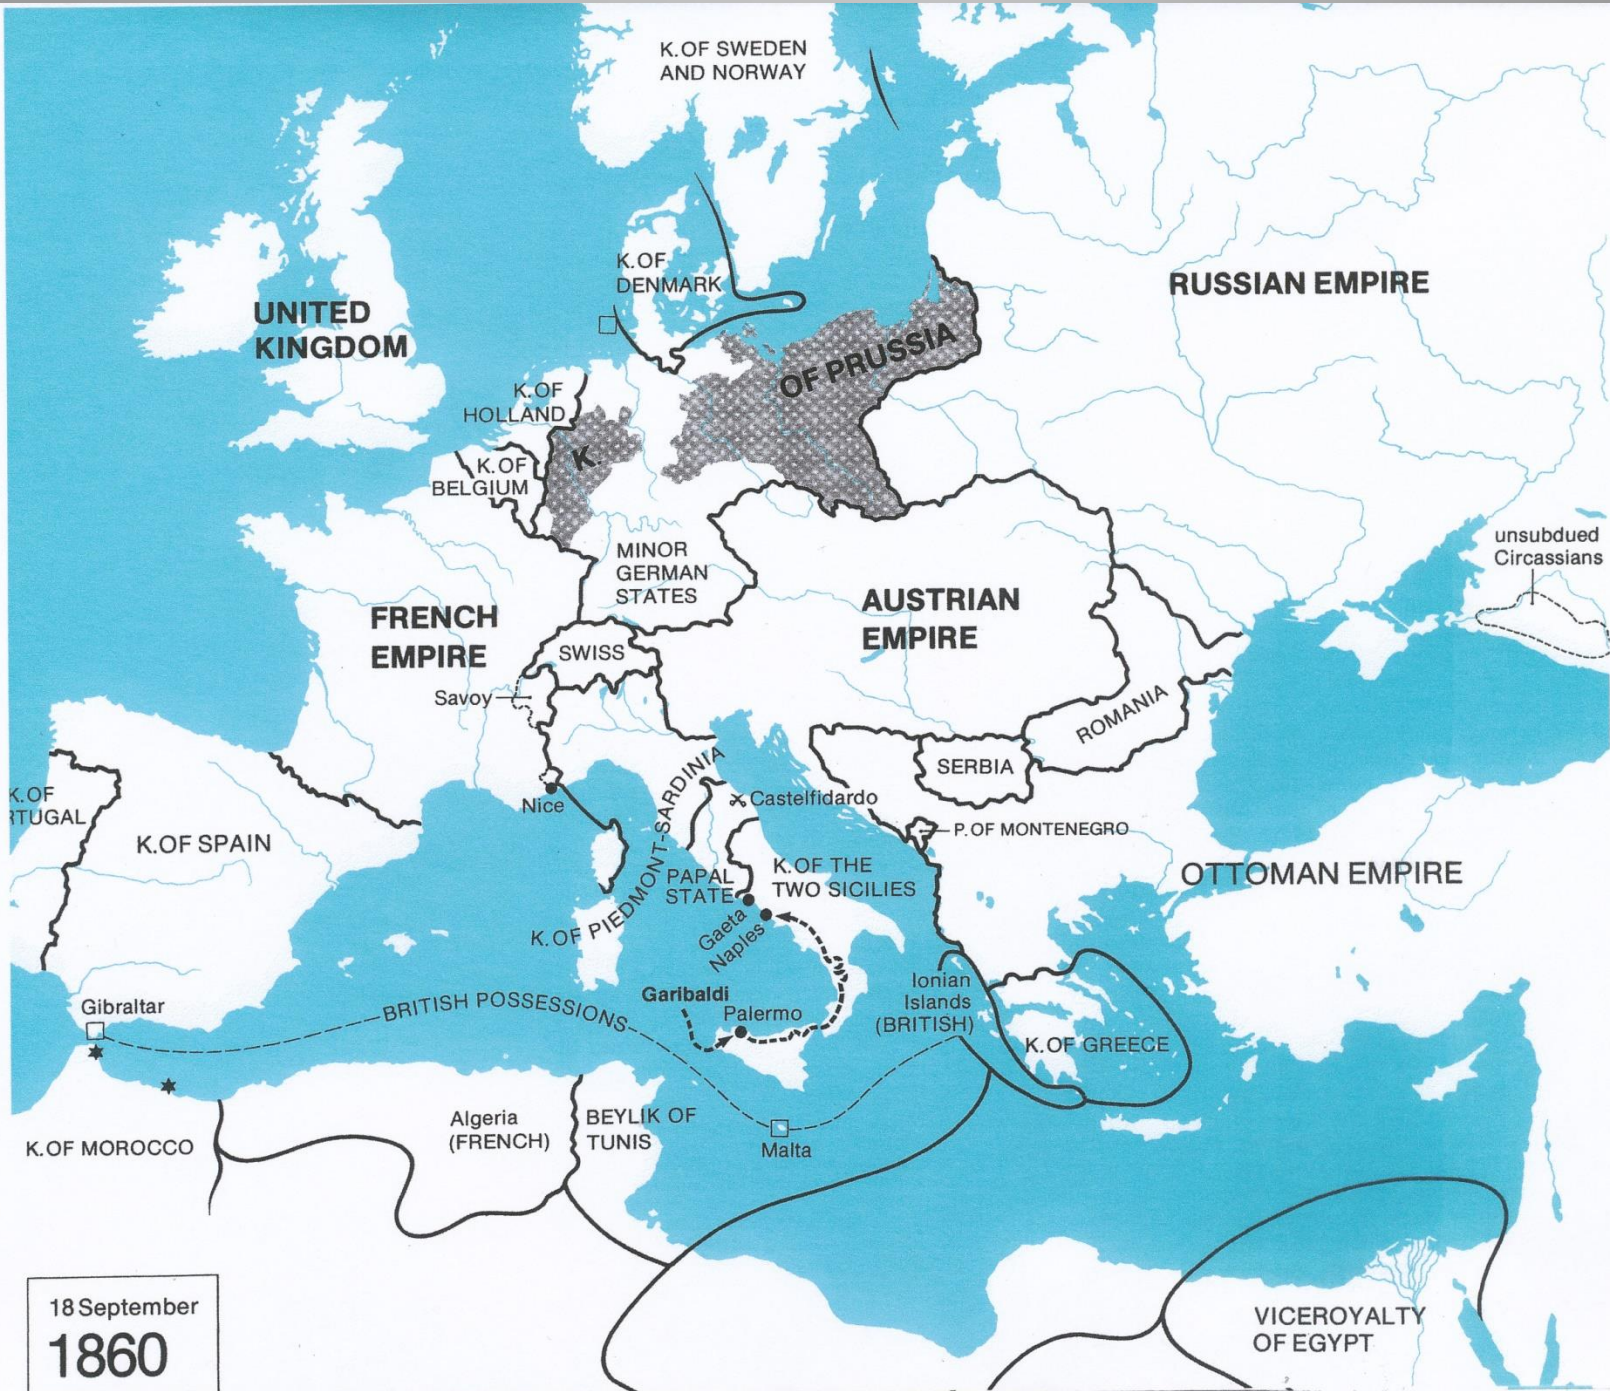 K. OF SWEDEN
AND NORWAY
K. OF
DENMARK
UNITED
KINGDOM
RUSSIAN EMPIRE
K. OF
HOLLAND
K. OF PRUSSIA
K. OF
BELGIUM
MINOR
GERMAN
STATES
unsubdued
Circassians
FRENCH
EMPIRE
AUSTRIAN
EMPIRE
SWISS
Savoy
ROMANIA
SERBIA
K. OF
RTUGAL
K. OF SPAIN
Nice
K. OF PIEDMONT-SARDINIA
Castelfidardo
P. OF MONTENEGRO
PAPAL
STATE
K. OF THE
TWO SICILIES
OTTOMAN EMPIRE
Gaeta
Naples
Gibraltar
BRITISH POSSESSIONS
Garibaldi
Palermo
Ionian
Islands
(BRITISH)
K. OF GREECE
K. OF MOROCCO
Algeria
(FRENCH)
BEYLIK OF
TUNIS
Malta
VICEROYALTY
OF EGYPT
18 September
1860